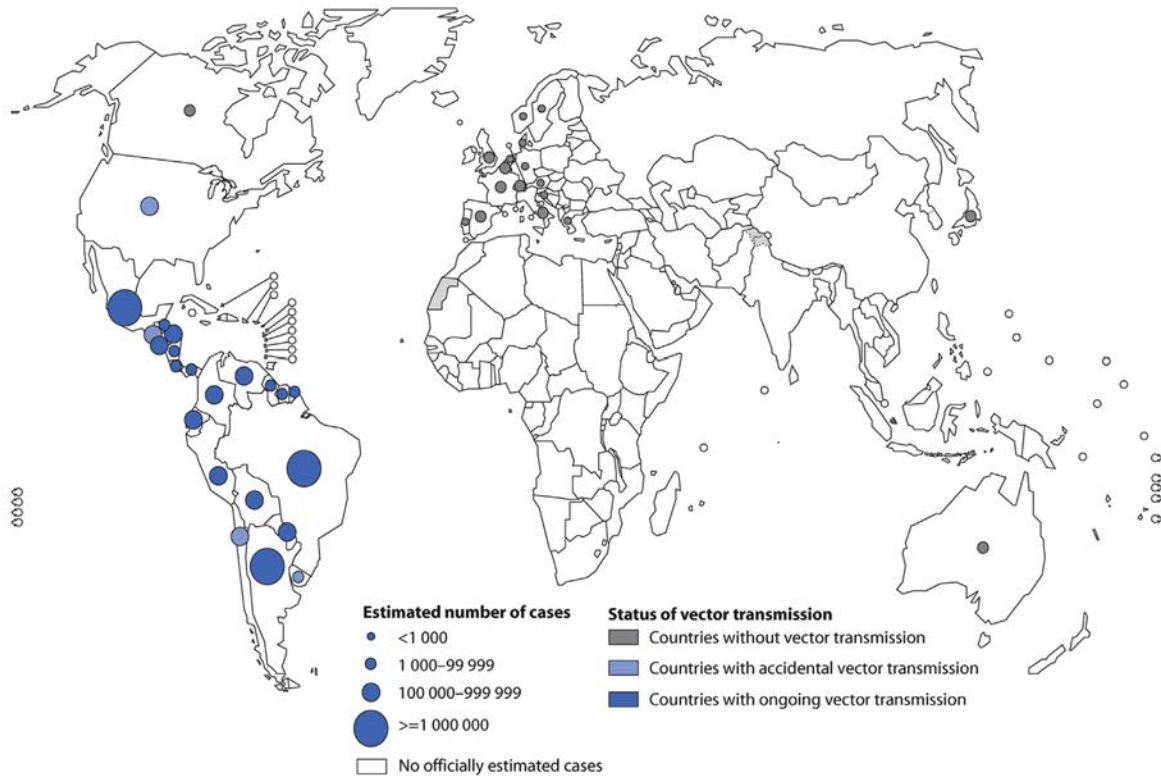 Estimated number of cases
<1 000
1 000–99 999
100 000–999 999
>=1 000 000
No officially estimated cases
Status of vector transmission
Countries without vector transmission
Countries with accidental vector transmission
Countries with ongoing vector transmission